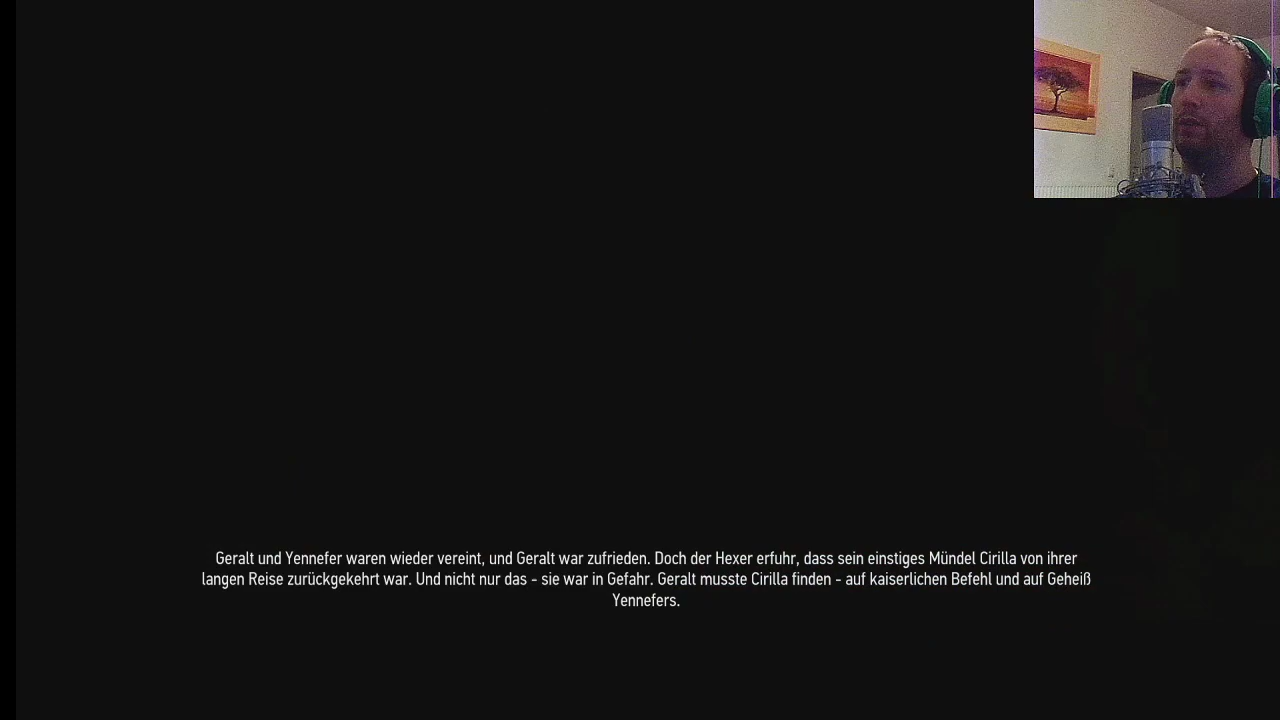 Geralt und Yennefer waren wieder vereint, und Geralt war zufrieden. Doch der Hexer erfuhr, dass sein einstiges Mündel Cirilla von ihrer
langen Reise zurückgekehrt war. Und nicht nur das - sie war in Gefahr. Geralt musste Cirilla finden - auf kaiserlichen Befehl und auf Geheiß
Yennefers.